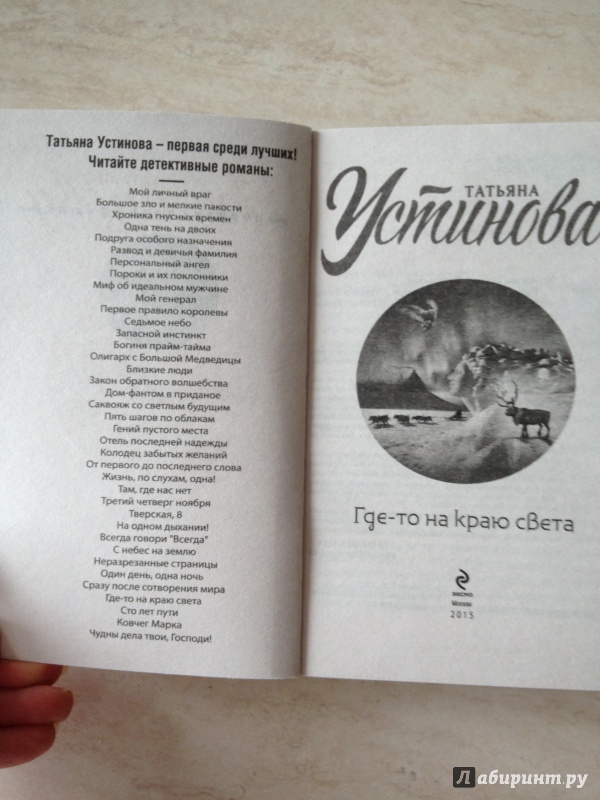 Татьяна Устинова – первая среди лучших!
Читайте детективные романы:
Мой личный враг
Большое зло и мелкие пакости
Хроника гнусных времен
Одна тень на двоих
Подруга особого назначения
Развод и девичья фамилия
Персональный ангел
Пороки и их поклонники
Миф об идеальном мужчине
Мой генерал
Первое правило королевы
Седьмое небо
Запасной инстинкт
Богиня прайм-тайма
Олигарх с Большой Медведицы
Близкие люди
Закон обратного волшебства
Дом-фантом в приданое
Саквояж со светлым будущим
Пять шагов по облакам
Гений пустого места
Отель последней надежды
Колодец забытых желаний
От первого до последнего слова
Жизнь, по слухам, одна!
Там, где нас нет
Третий четверг ноября
Тверская, 8
На одном дыхании!
Всегда говори "Всегда"
С небес на землю
Неразрезанные страницы
Один день, одна ночь
Сразу после сотворения мира
Где-то на краю света
Сто лет пути
Ковчег Марка
Чудны дела твои, Господи!
ТАТЬЯНА
Устинова
Где-то на краю света
ЭКСМО
Москва
2015
Лабиринт.ру